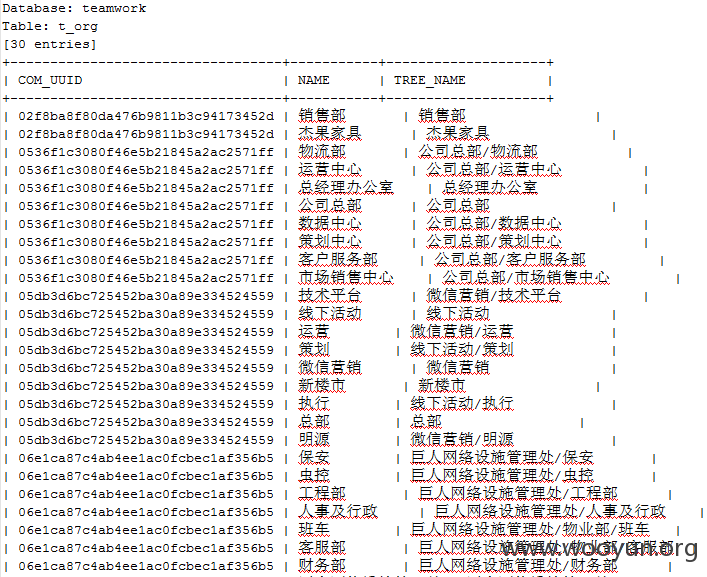 Database: teamwork
Table: t_org
[30 entries]
+----------------------------------+-----------+--------------------+
| COM_UUID | NAME | TREE_NAME |
+----------------------------------+-----------+--------------------+
| 02f8ba8f80da476b9811b3c94173452d | 销售部 | 销售部 |
| 02f8ba8f80da476b9811b3c94173452d | 杰果家具 | 杰果家具 |
| 0536f1c3080f46e5b21845a2ac2571ff | 物流部 | 公司总部/物流部 |
| 0536f1c3080f46e5b21845a2ac2571ff | 运营中心 | 公司总部/运营中心 |
| 0536f1c3080f46e5b21845a2ac2571ff | 总经理办公室 | 总经理办公室 |
| 0536f1c3080f46e5b21845a2ac2571ff | 公司总部 | 公司总部 |
| 0536f1c3080f46e5b21845a2ac2571ff | 数据中心 | 公司总部/数据中心 |
| 0536f1c3080f46e5b21845a2ac2571ff | 策划中心 | 公司总部/策划中心 |
| 0536f1c3080f46e5b21845a2ac2571ff | 客户服务部 | 公司总部/客户服务部 |
| 0536f1c3080f46e5b21845a2ac2571ff | 市场销售中心 | 公司总部/市场销售中心 |
| 05db3d6bc725452ba30a89e334524559 | 技术平台 | 微信营销/技术平台 |
| 05db3d6bc725452ba30a89e334524559 | 线下活动 | 线下活动 |
| 05db3d6bc725452ba30a89e334524559 | 运营 | 微信营销/运营 |
| 05db3d6bc725452ba30a89e334524559 | 策划 | 线下活动/策划 |
| 05db3d6bc725452ba30a89e334524559 | 微信营销 | 微信营销 |
| 05db3d6bc725452ba30a89e334524559 | 新楼市 | 新楼市 |
| 05db3d6bc725452ba30a89e334524559 | 执行 | 线下活动/执行 |
| 05db3d6bc725452ba30a89e334524559 | 总部 | 总部 |
| 05db3d6bc725452ba30a89e334524559 | 明源 | 微信营销/明源 |
| 06e1ca87c4ab4ee1ac0fcbec1af356b5 | 保安 | 巨人网络设施管理处/保安 |
| 06e1ca87c4ab4ee1ac0fcbec1af356b5 | 虫控 | 巨人网络设施管理处/虫控 |
| 06e1ca87c4ab4ee1ac0fcbec1af356b5 | 工程部 | 巨人网络设施管理处/工程部 |
| 06e1ca87c4ab4ee1ac0fcbec1af356b5 | 人事及行政 | 巨人网络设施管理处/人事及行政 |
| 06e1ca87c4ab4ee1ac0fcbec1af356b5 | 班车 | 巨人网络设施管理处/物业部/班车 |
| 06e1ca87c4ab4ee1ac0fcbec1af356b5 | 客服部 | 巨人网络设施管理处/物业部/客服部
| 06e1ca87c4ab4ee1ac0fcbec1af356b5 | 财务部 | 巨人网络设施管理处/财务部 |
www.wooyun.org